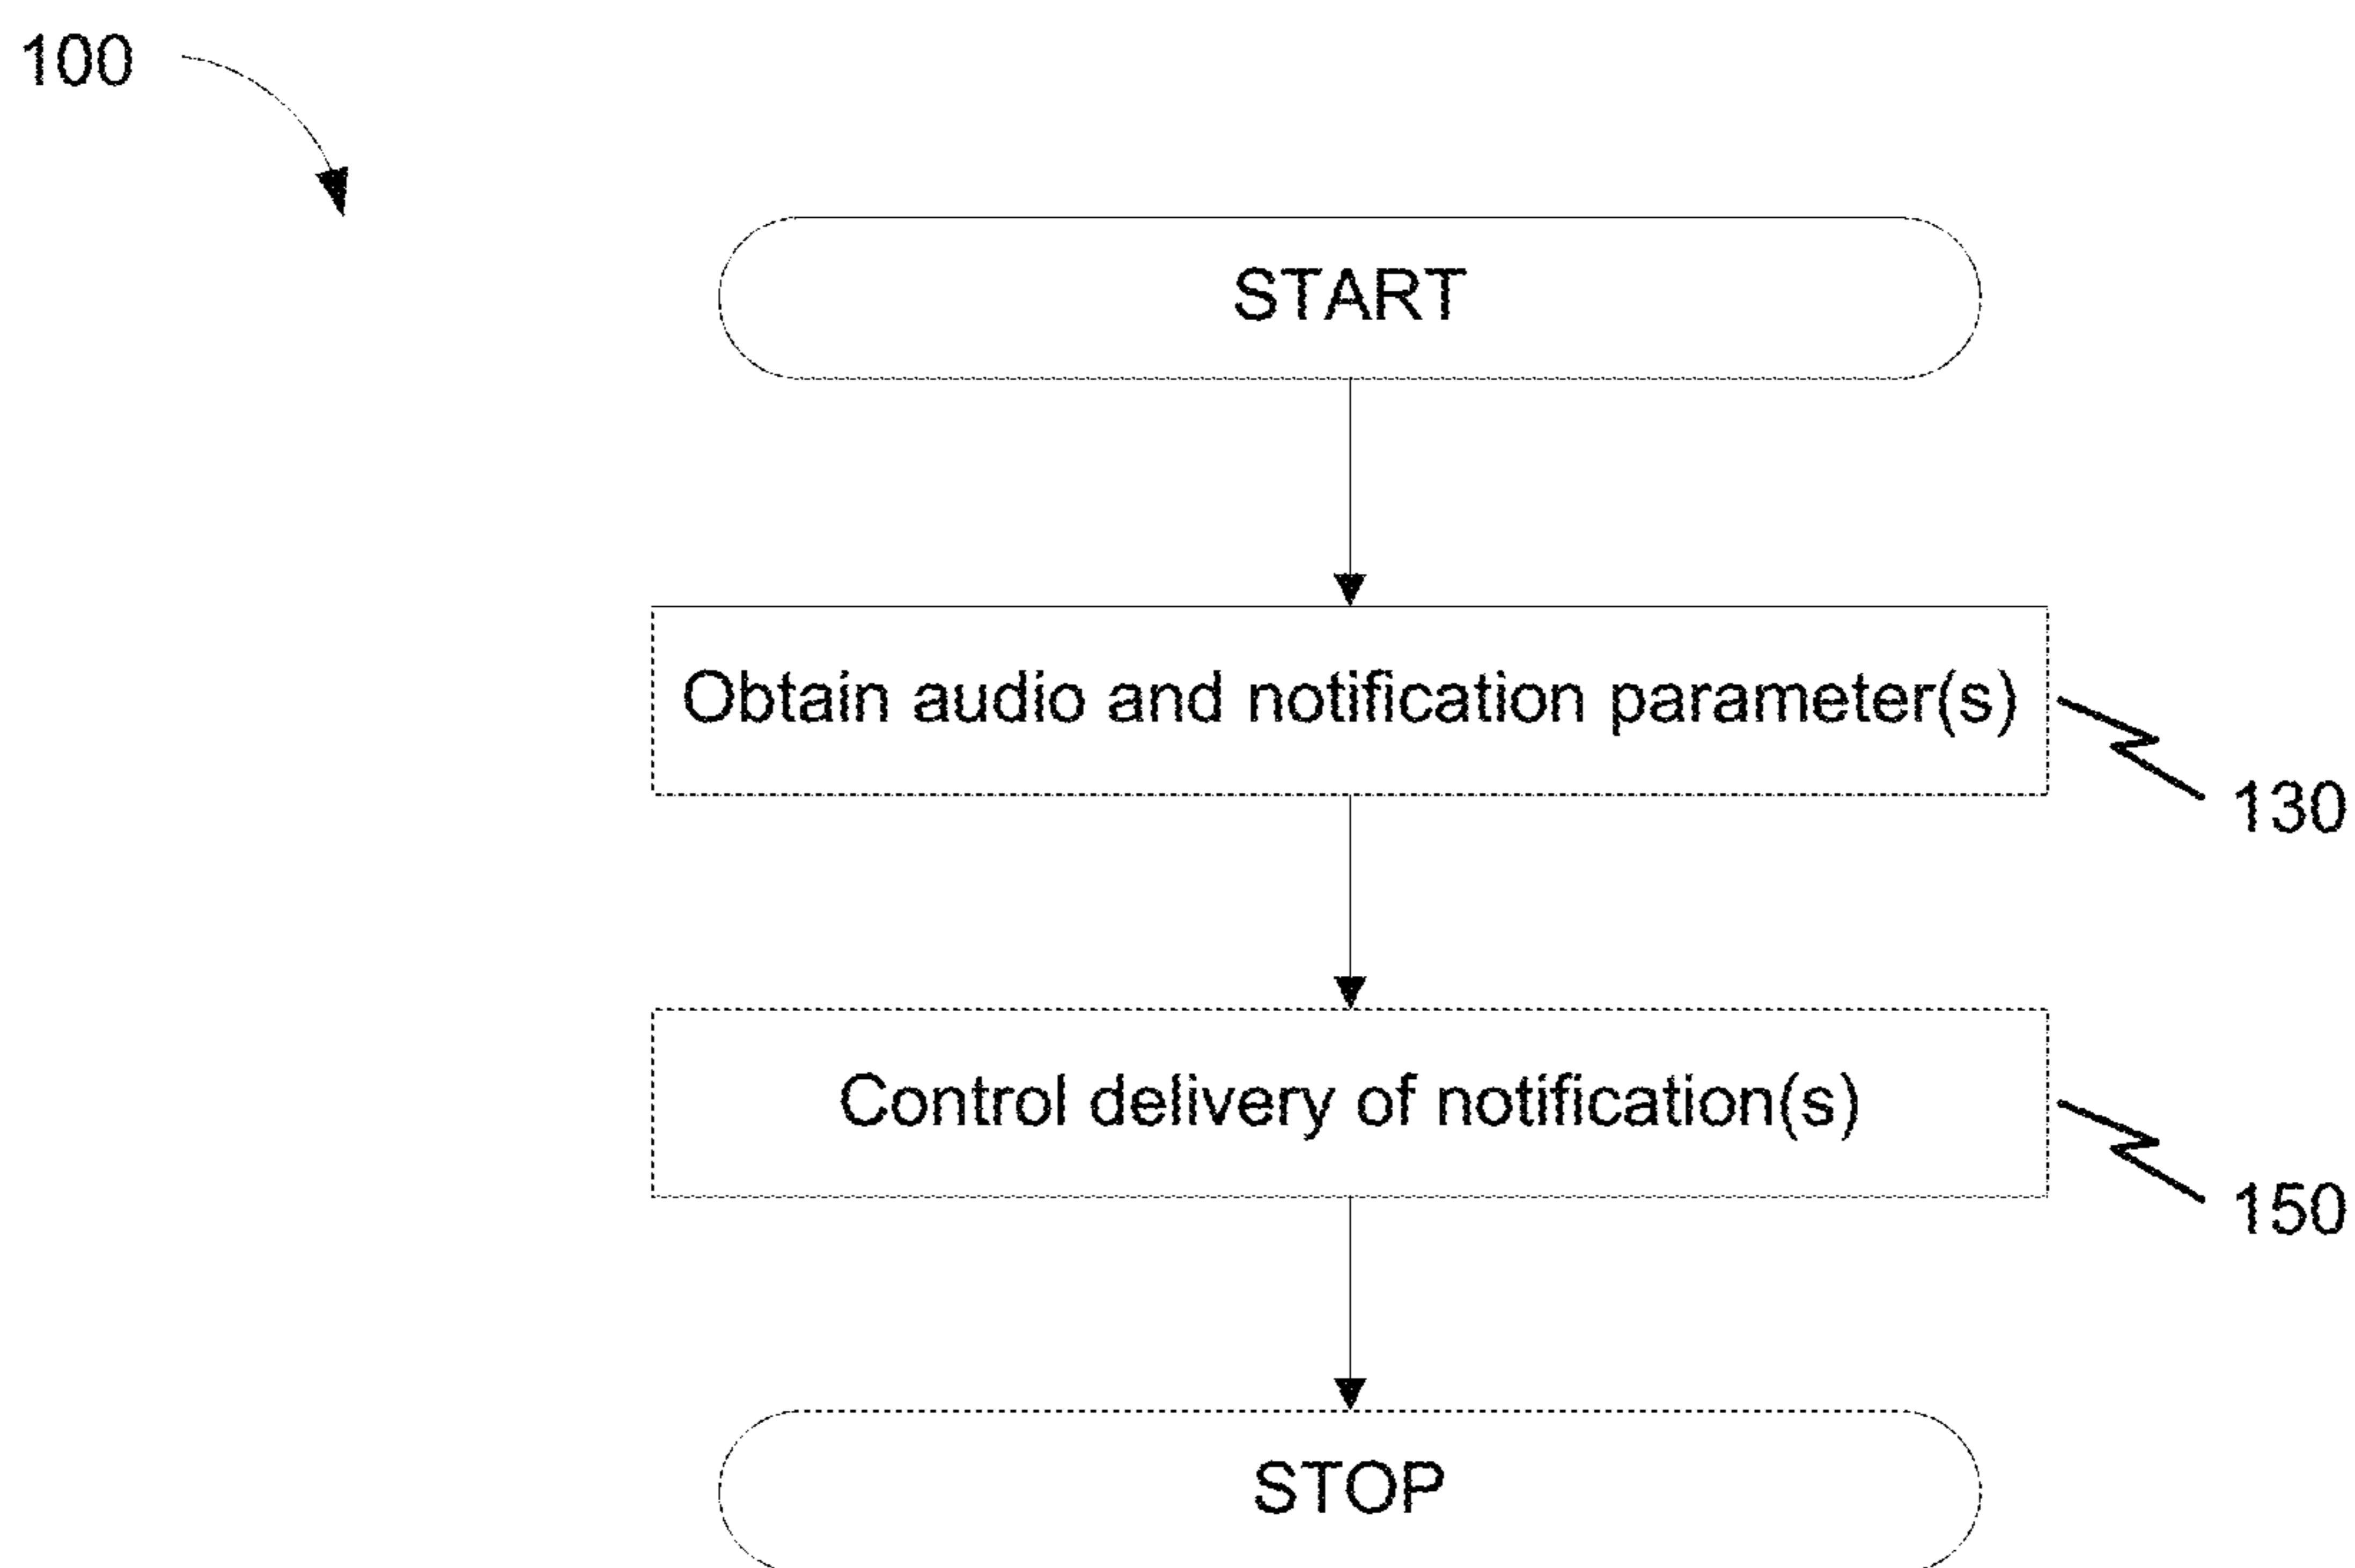 100
START
Obtain audio and notification parameter(s)
130
Control delivery of notification(s)
150
STOP